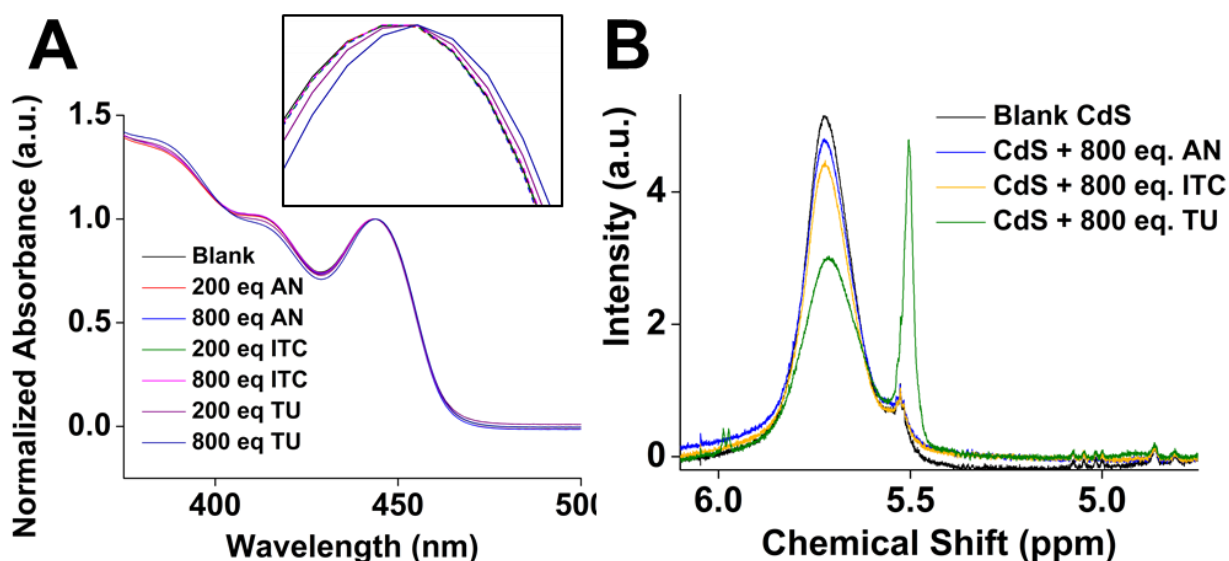 A
Normalized Absorbance (a.u.)
1.5
1.0
0.5
0.0
Blank
200 eq AN
800 eq AN
200 eq ITC
800 eq ITC
200 eq TU
800 eq TU
400
450
500
Wavelength (nm)
B
Intensity (a.u.)
4
2
0
Blank CdS
CdS + 800 eq. AN
CdS + 800 eq. ITC
CdS + 800 eq. TU
6.0
5.5
5.0
Chemical Shift (ppm)